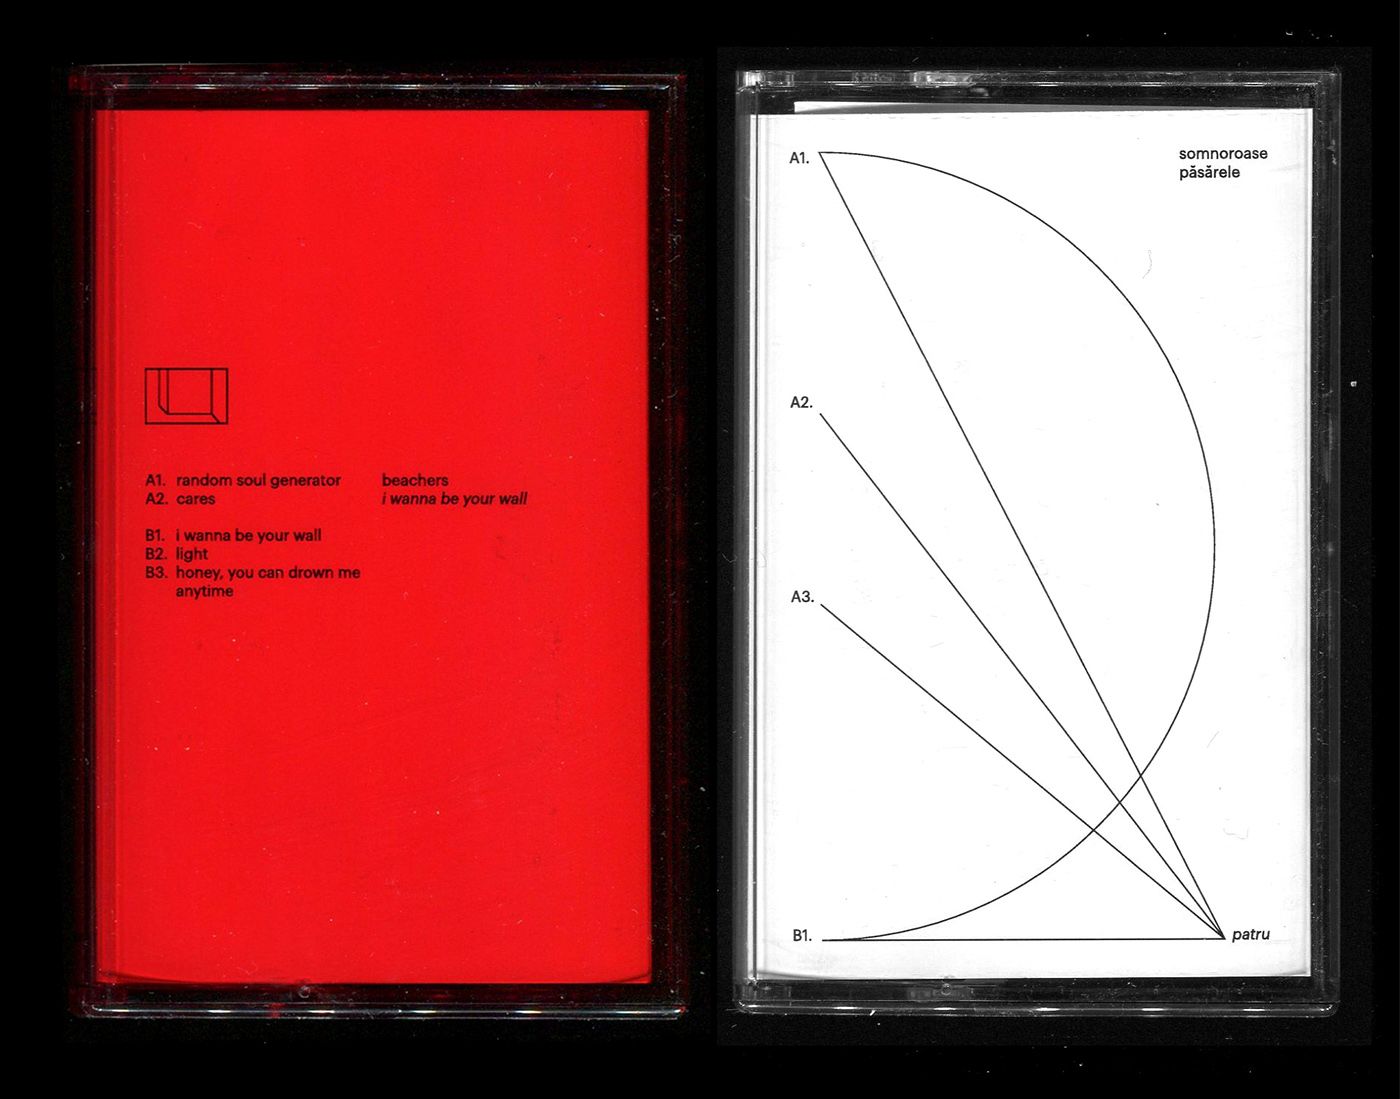 A1. random soul generator
A2. cares
B1. i wanna be your wall
B2. light
B3. honey, you can drown me
anytime
beachers
i wanna be your wall
A1.
somnoroase
păsărele
A2.
A3.
B1.
patru